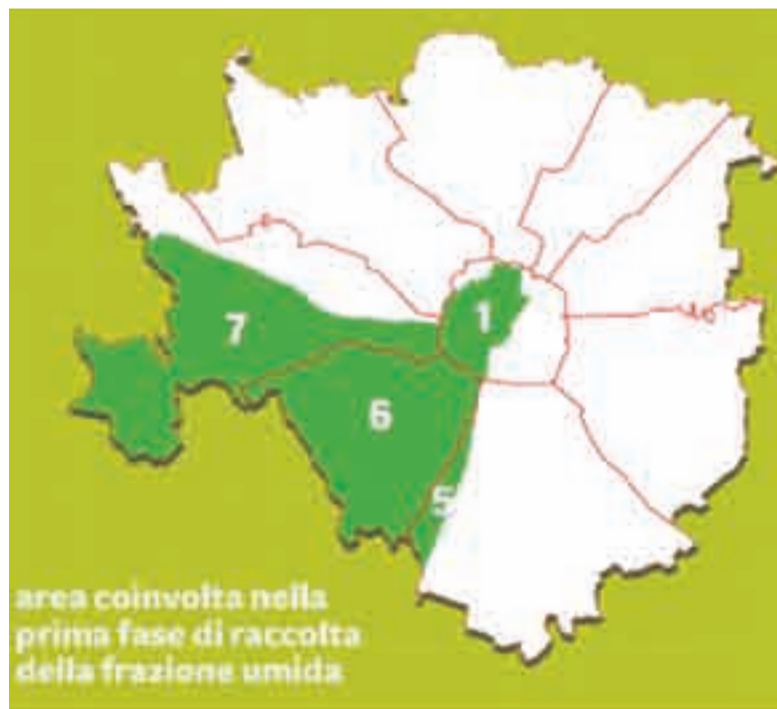 1
7
6
5
area coinvolta nella
prima fase di raccolta
della frazione umida